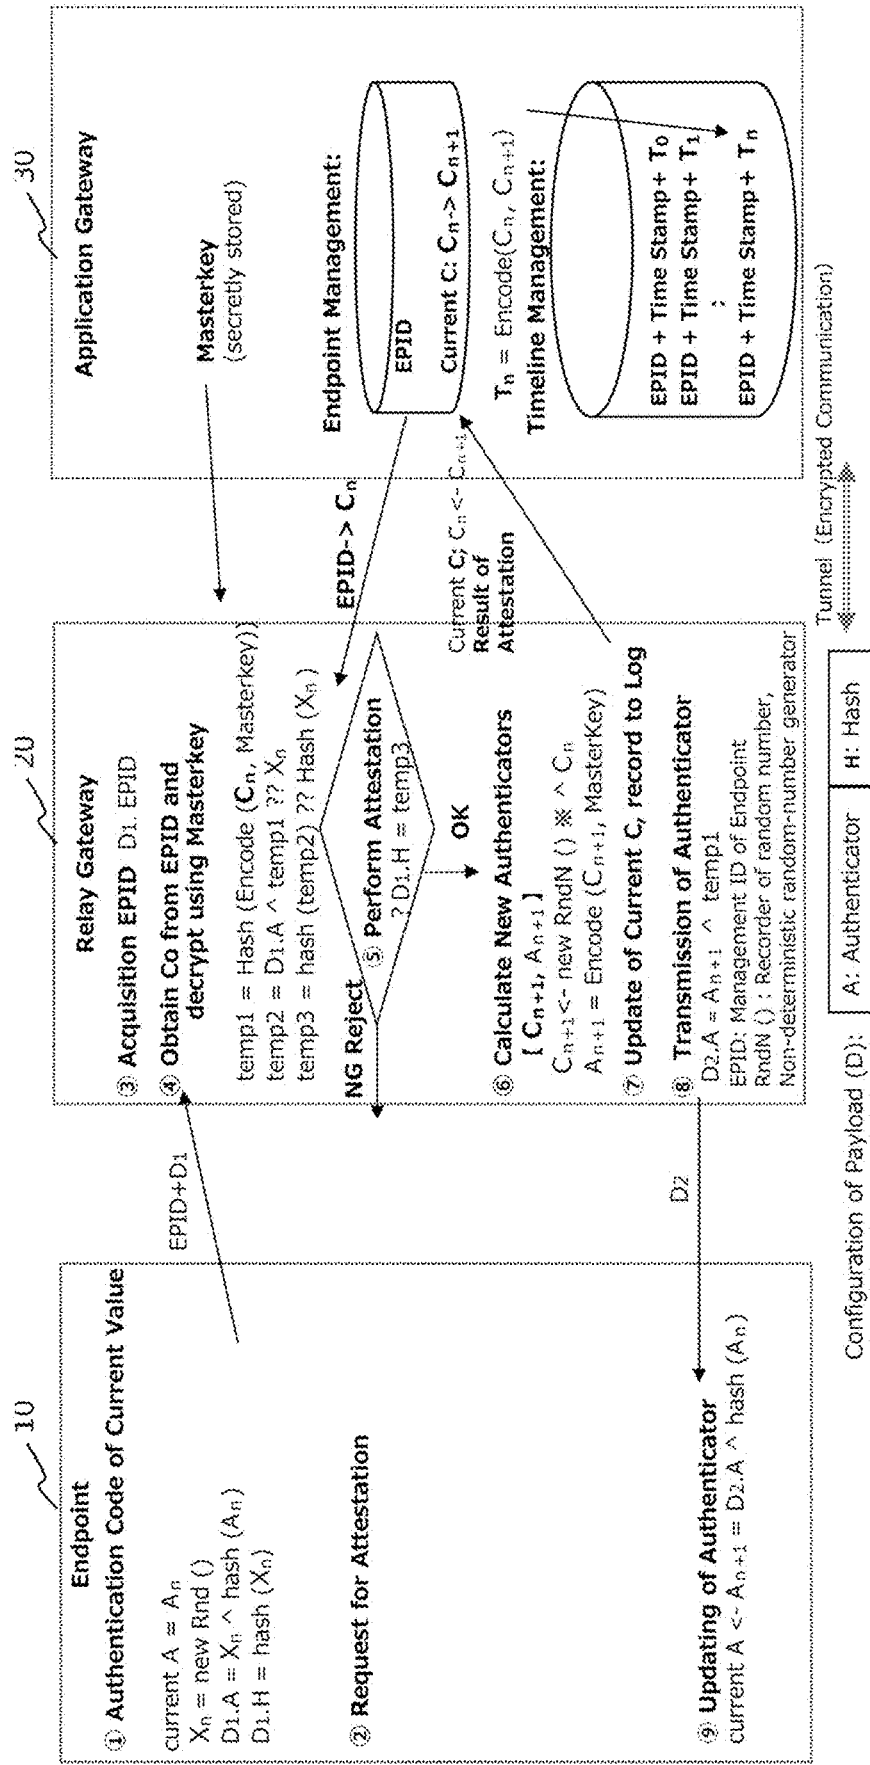 10
Endpoint
① Authentication Code of Current Value
current A = An
Xn = new Rnd ()
D1.A = Xn ^ hash (An)
D1.H = hash (Xn)
② Request for Attestation
⑨ Updating of Authenticator
current A <- An+1 = D2.A ^ hash (An)
EPID+D1
D2
20
Relay Gateway
③ Acquisition EPID D1. EPID
④ Obtain Co from EPID and
decrypt using Masterkey
temp1 = Hash (Encode (Cn, Masterkey))
temp2 = D1.A ^ temp1 ?? Xn
temp3 = hash (temp2) ?? Hash (Xn)
NG Reject
⑤ Perform Attestation
? D1.H = temp3
OK
⑥ Calculate New Authenticators
[ Cn+1, An+1 ]
Cn+1 <- new RndN () ※ ^ Cn
An+1 = Encode (Cn+1, MasterKey)
⑦ Update of Current C, record to Log
⑧ Transmission of Authenticator
D2.A = An+1 ^ temp1
EPID: Management ID of Endpoint
RndN () : Recorder of random number,
Non-deterministic random-number generator
EPID-> Cn
Current C; Cn <- Cn+1
Result of
Attestation
30
Application Gateway
Masterkey
(secretly stored)
Endpoint Management:
EPID
Current C: Cn-> Cn+1
Tn = Encode(Cn, Cn+1)
Timeline Management:
EPID + Time Stamp+ T0
EPID + Time Stamp+ T1
:
EPID + Time Stamp + Tn
Tunnel (Encrypted Communication)
Configuration of Payload (D):
A: Authenticator
H: Hash